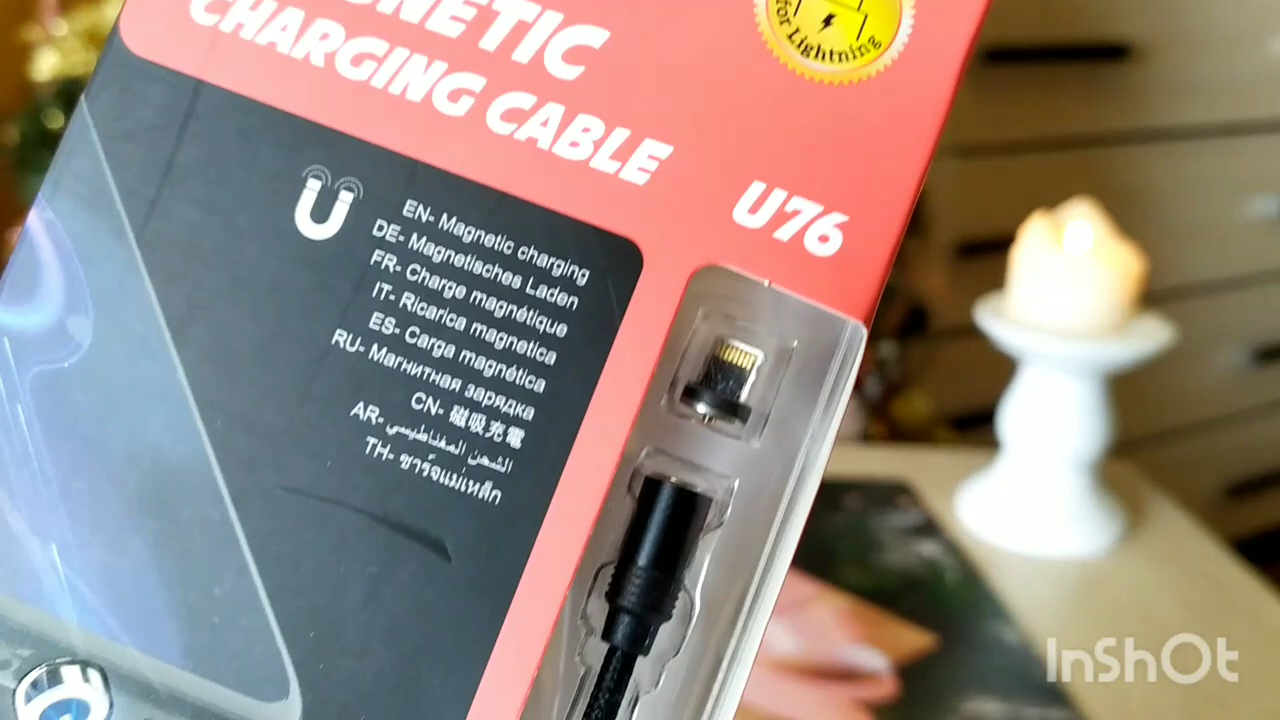 NETIC
CHARGING CABLE
for Lightning
U76
EN- Magnetic charging
DE- Magnetisches Laden
FR- Charge magnétique
IT- Ricarica magnetica
ES- Carga magnética
RU- Магнитная зарядка
CN- 磁吸充電
AR- الشحن المغناطيسي
TH- ชาร์จแม่เหล็ก
InShOt